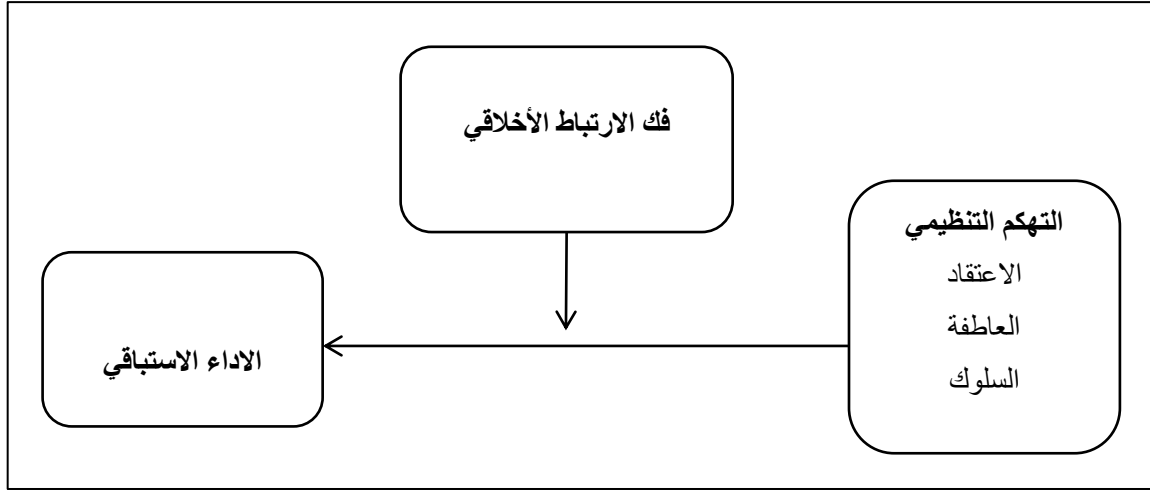 فك الارتباط الأخلاقي
التهكم التنظيمي
الاعتقاد
العاطفة
السلوك
الاداء الاستباقي